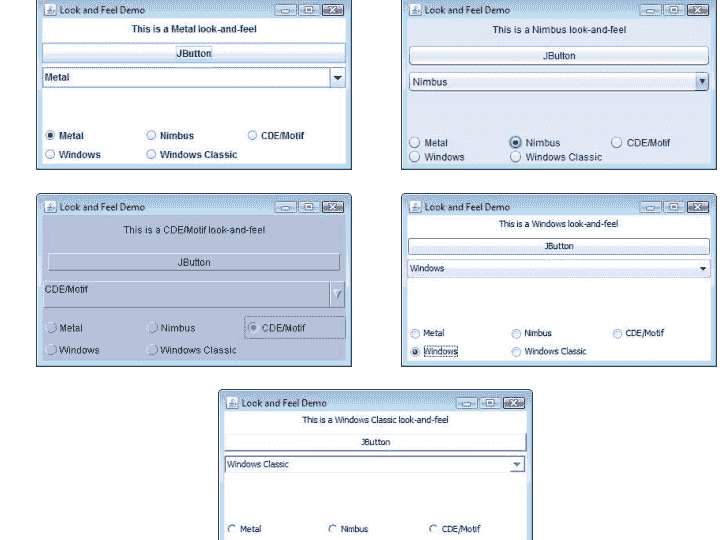 Look and Feel Demo
This is a Metal look-and-feel
JButton
Metal
Metal Nimbus CDE/Motif
Windows Windows Classic
Look and Feel Demo
This is a Nimbus look-and-feel
JButton
Nimbus
Metal Nimbus CDE/Motif
Windows Windows Classic
Look and Feel Demo
This is a CDE/Motif look-and-feel
JButton
CDE/Motif
Metal Nimbus CDE/Motif
Windows Windows Classic
Look and Feel Demo
This is a Windows look-and-feel
JButton
Windows
Metal Nimbus CDE/Motif
Windows Windows Classic
Look and Feel Demo
This is a Windows Classic look-and-feel
JButton
Windows Classic
Metal Nimbus CDE/Motif